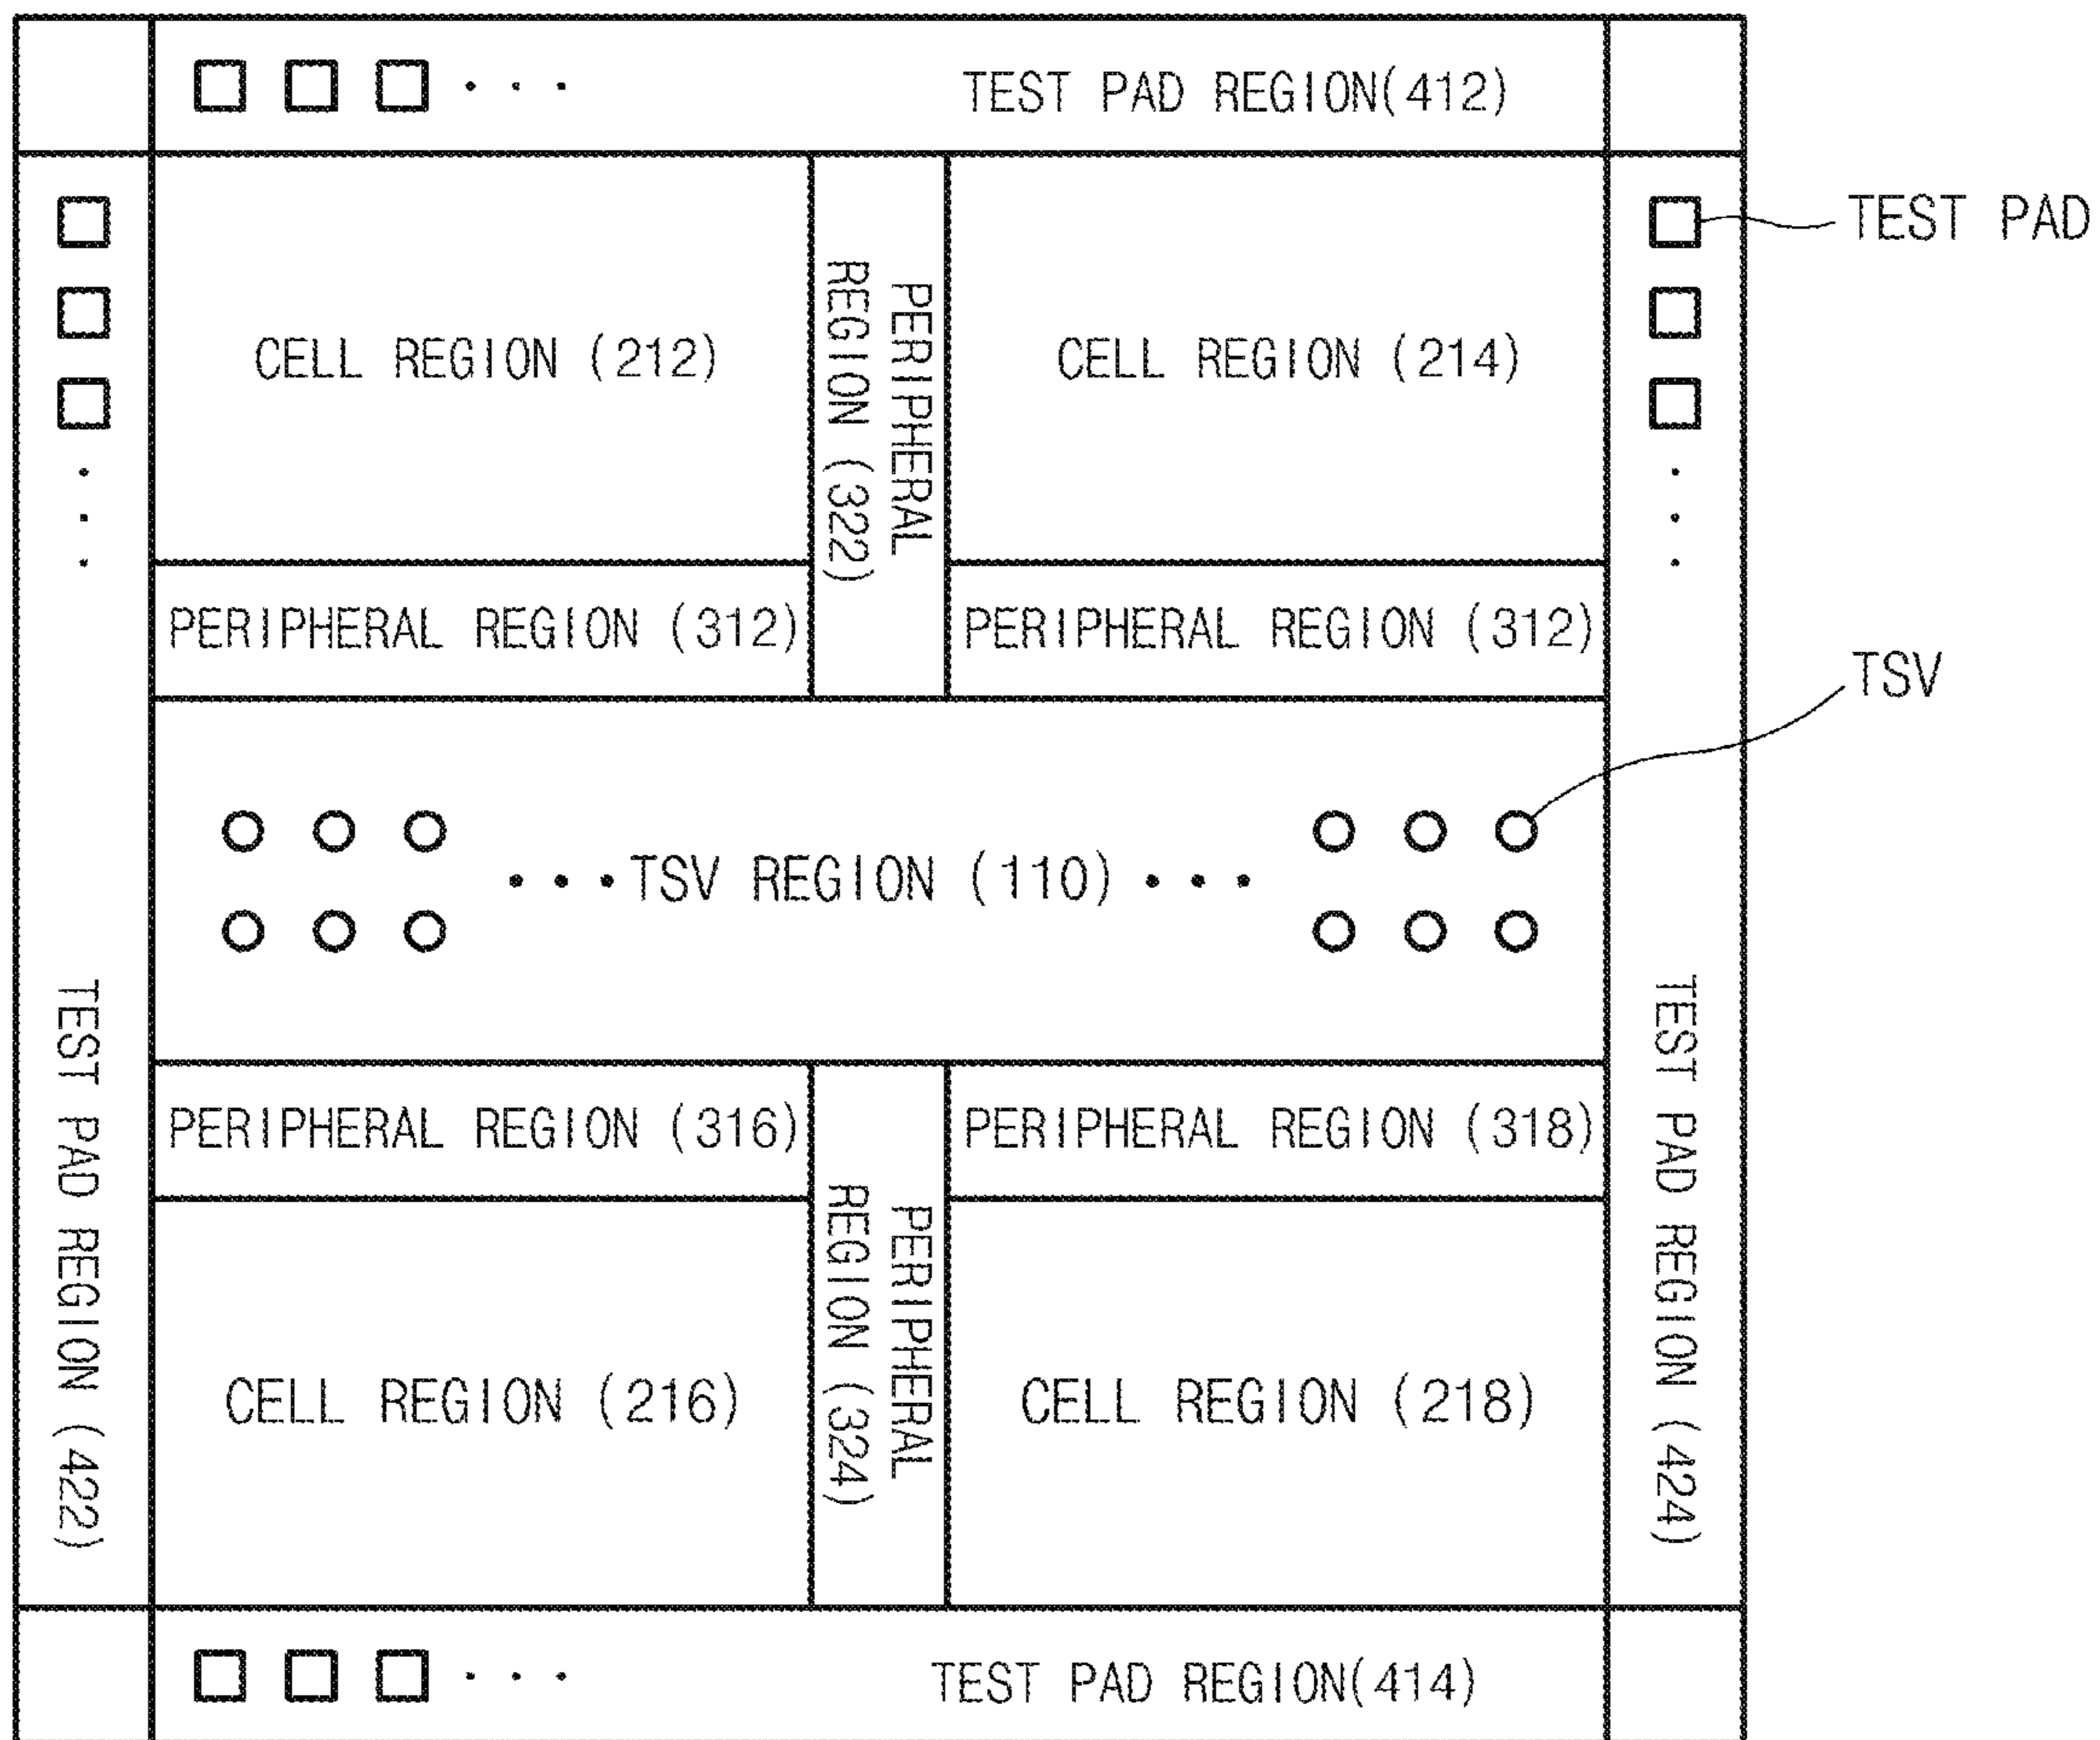 TEST PAD REGION(412)
TEST PAD
CELL REGION (212)
PERIPHERAL
REGION (322)
CELL REGION (214)
PERIPHERAL REGION (312)
PERIPHERAL REGION (312)
TSV
...TSV REGION (110)...
TEST PAD REGION (422)
TEST PAD REGION (424)
PERIPHERAL REGION (316)
PERIPHERAL REGION (318)
PERIPHERAL
REGION (324)
CELL REGION (216)
CELL REGION (218)
TEST PAD REGION(414)